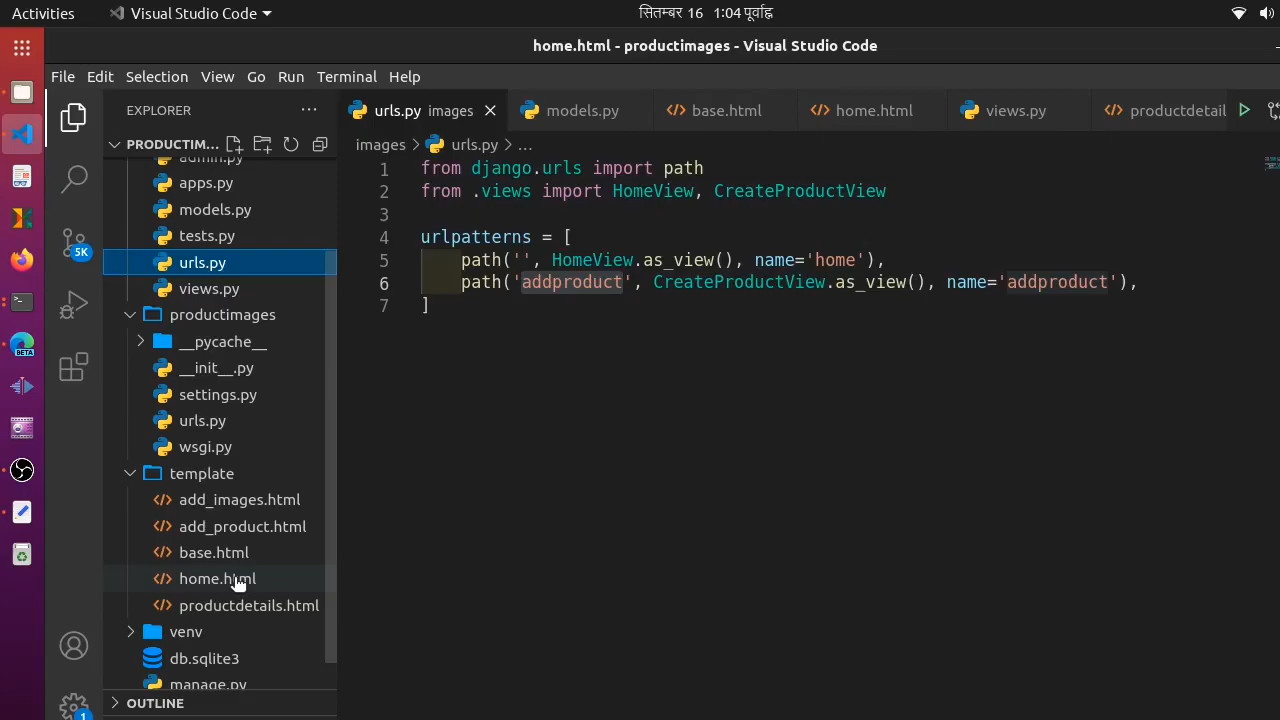 Activities
Visual Studio Code
सितम्बर 16 1:04 पूर्वाह्न
home.html - productimages - Visual Studio Code
File Edit Selection View Go Run Terminal Help
EXPLORER
urls.py images
models.py
base.html
home.html
views.py
productdetail
PRODUCTIM...
images
urls.py
...
admin.py
apps.py
models.py
tests.py
urls.py
views.py
productimages
__pycache__
__init__.py
settings.py
urls.py
wsgi.py
template
add_images.html
add_product.html
base.html
home.html
productdetails.html
venv
db.sqlite3
manage.py
OUTLINE
5K
BETA
1
1 from django.urls import path
2 from .views import HomeView, CreateProductView
3
4 urlpatterns = [
5 path('', HomeView.as_view(), name='home'),
6 path('addproduct', CreateProductView.as_view(), name='addproduct'),
7 ]